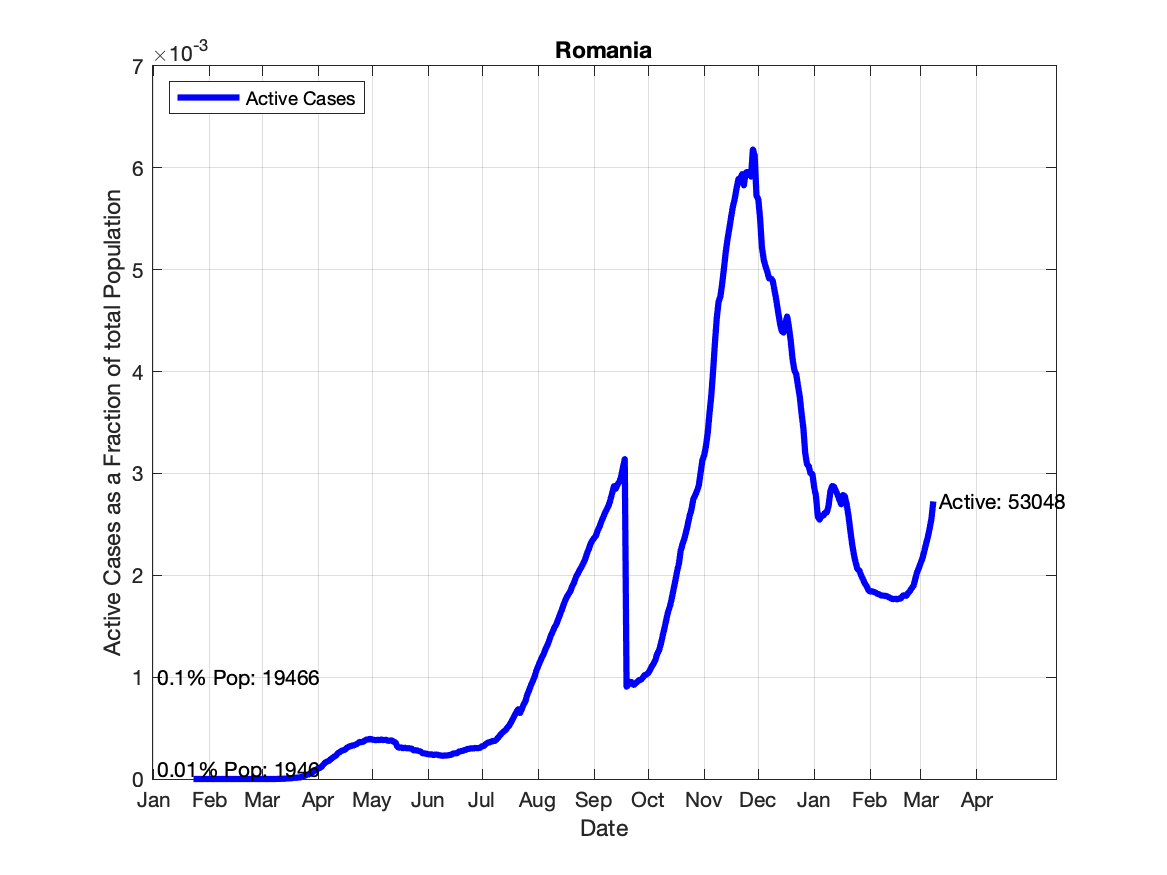 Romania
×10-3
7
6
5
4
3
2
1
0
Active Cases as a Fraction of total Population
Active Cases
Active: 53048
0.1% Pop: 19466
0.01% Pop: 1946
Jan Feb Mar Apr May Jun Jul Aug Sep Oct Nov Dec Jan Feb Mar Apr
Date